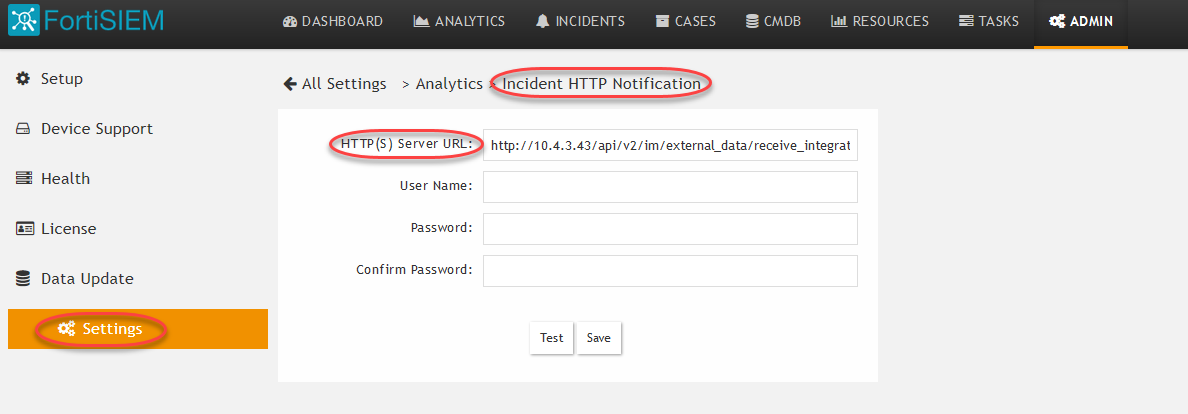 FortiSIEM DASHBOARD ANALYTICS INCIDENTS CASES CMDB RESOURCES TASKS ADMIN
Setup
Device Support
Health
License
Data Update
Settings
All Settings > Analytics > Incident HTTP Notification
HTTP(S) Server URL: http://10.4.3.43/api/v2/im/external_data/receive_integrat
User Name:
Password:
Confirm Password:
Test Save